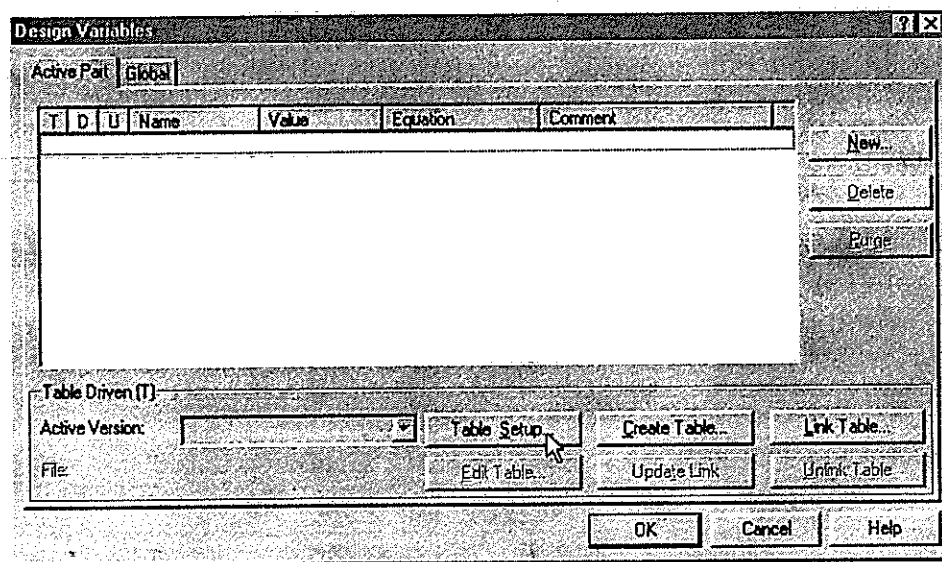 Design Variables
Active Part Global
T D U Name Value Equation Comment
New...
Delete
Purge
Table Driven (T)
Active Version: Table Setup... Create Table... Link Table...
File: Edit Table... Update Link Unlink Table
OK Cancel Help